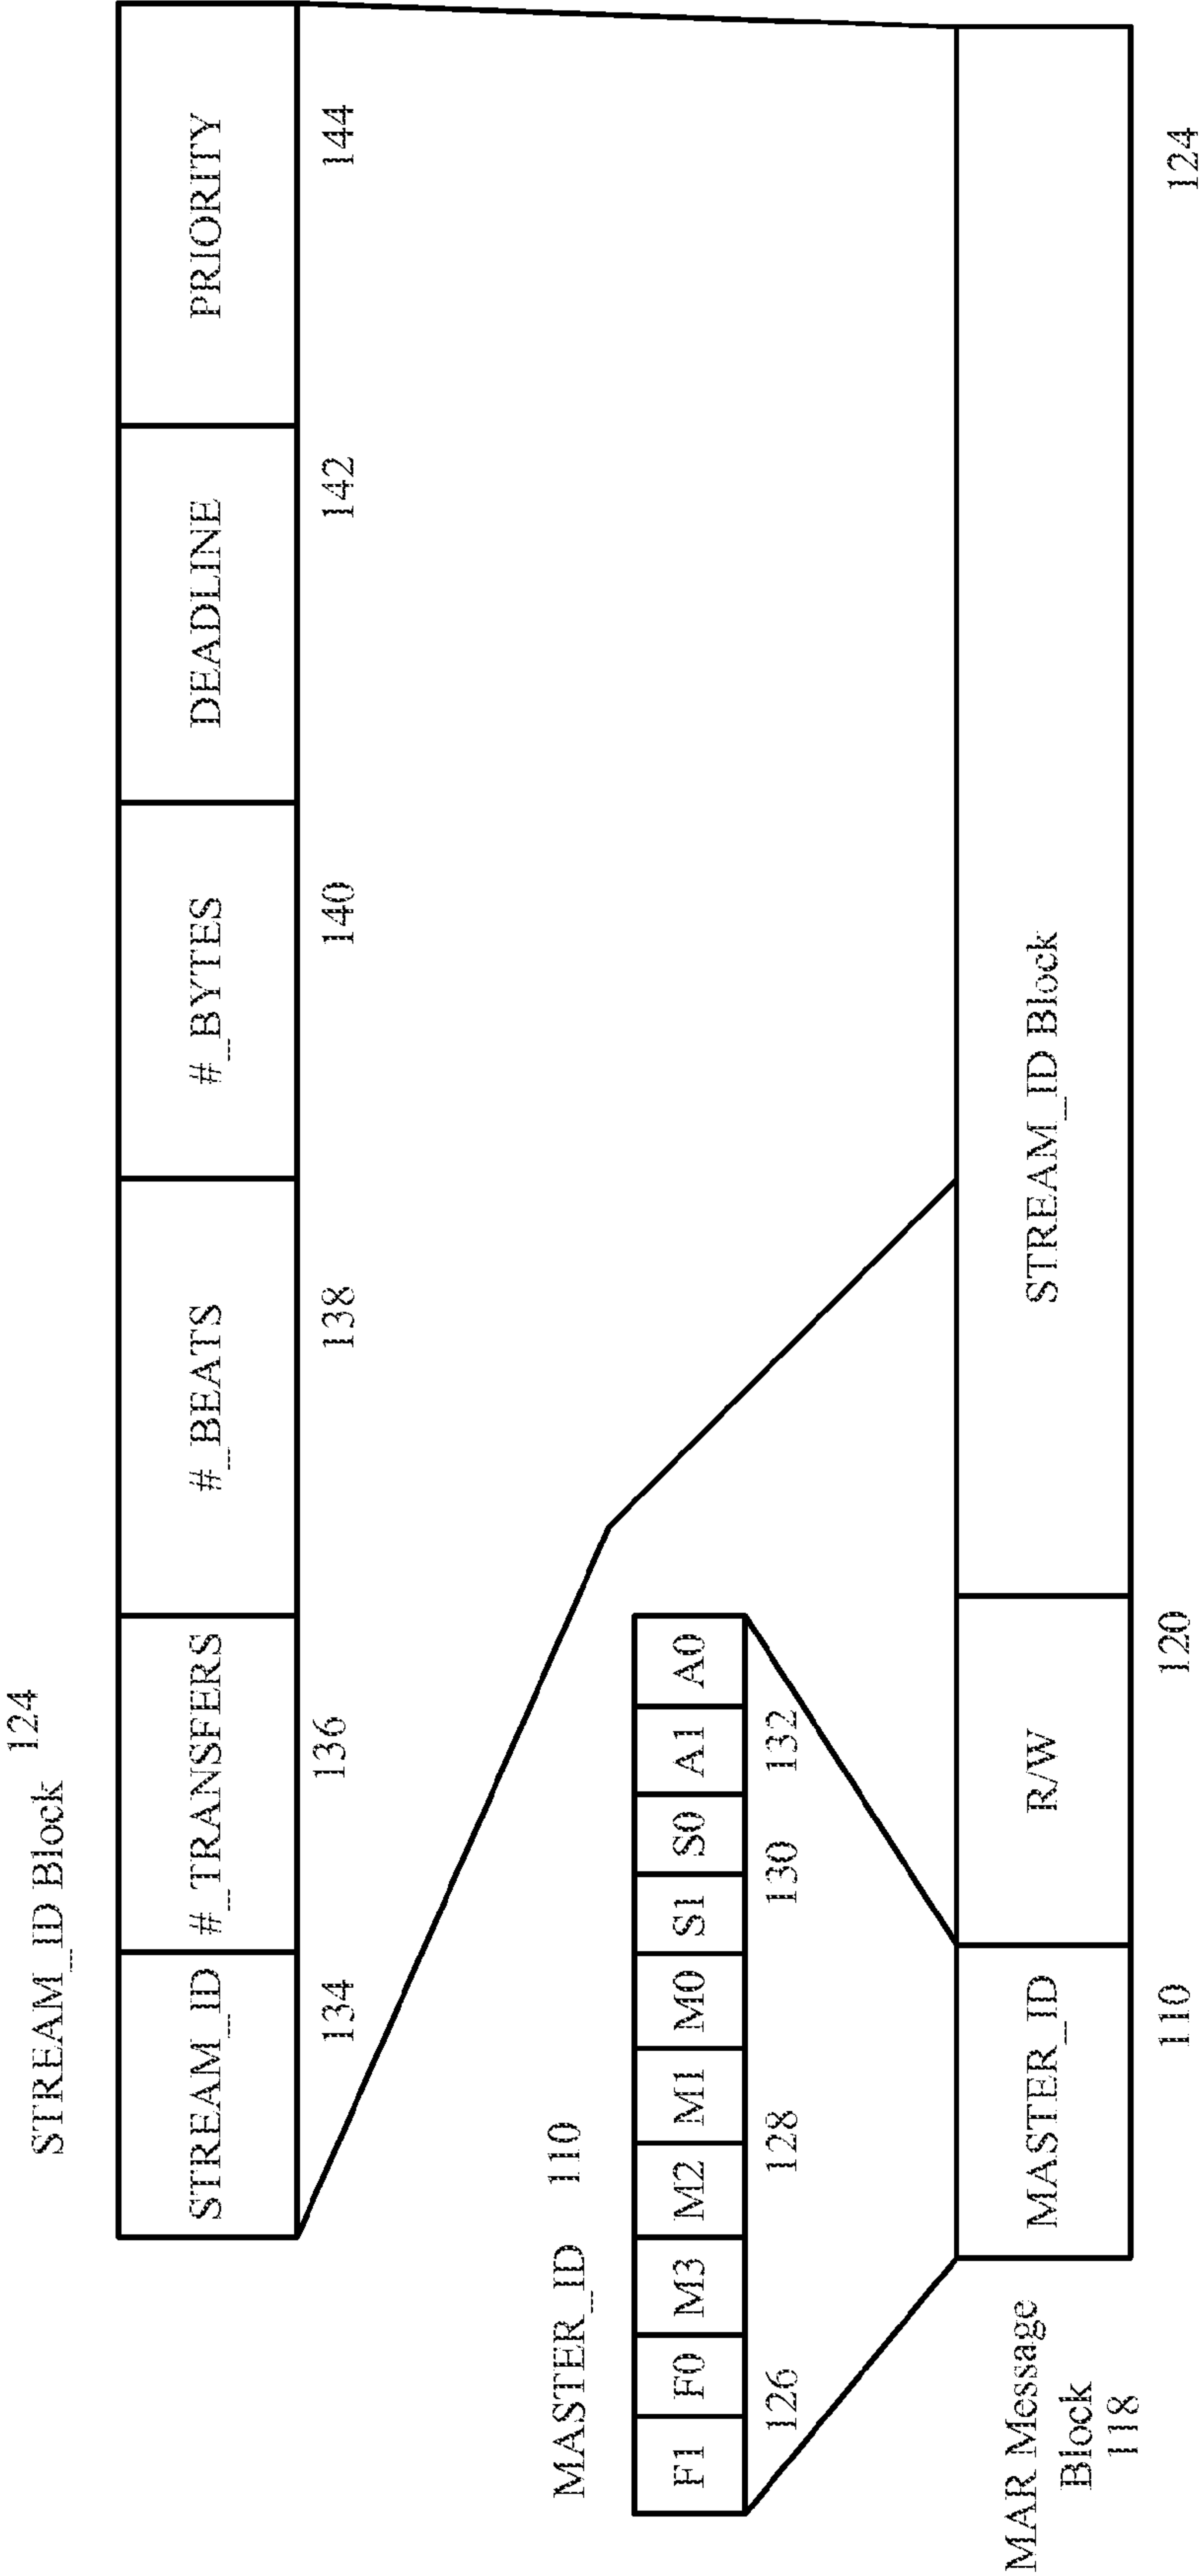 STREAM_ID Block 124
STREAM_ID #_TRANSFERS #_BEATS #_BYTES DEADLINE PRIORITY
134 136 138 140 142 144
MASTER_ID 110
F1 F0 M3 M2 M1 M0 S1 S0 A1 A0
126 128 130 132
MAR Message
Block
118
MASTER_ID R/W STREAM_ID Block
110 120 124